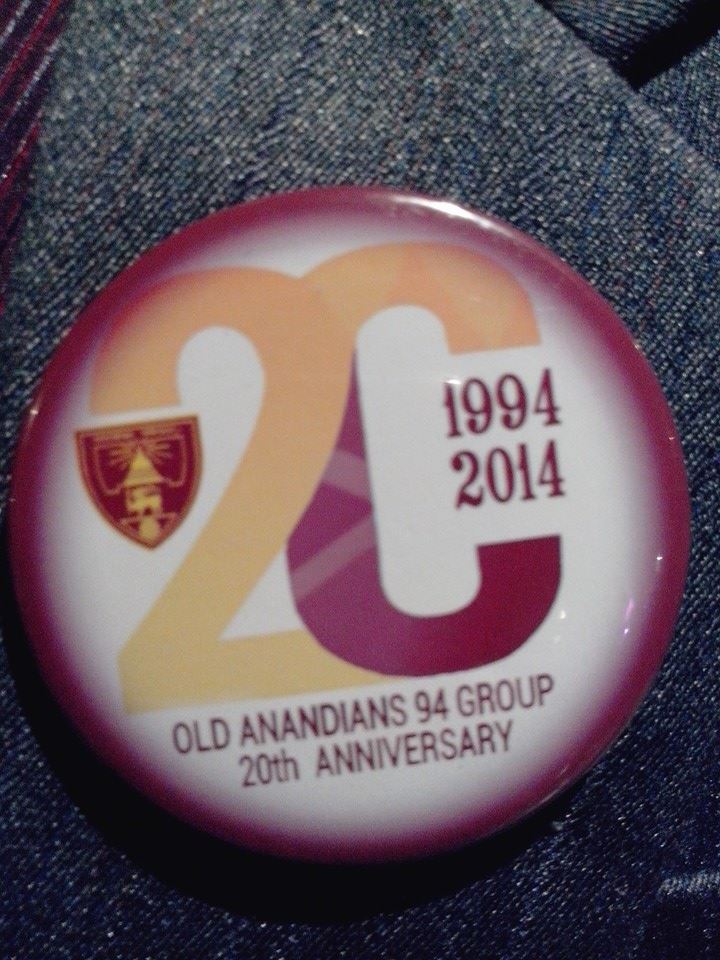 20
1994
2014
OLD ANANDIANS 94 GROUP
20th ANNIVERSARY